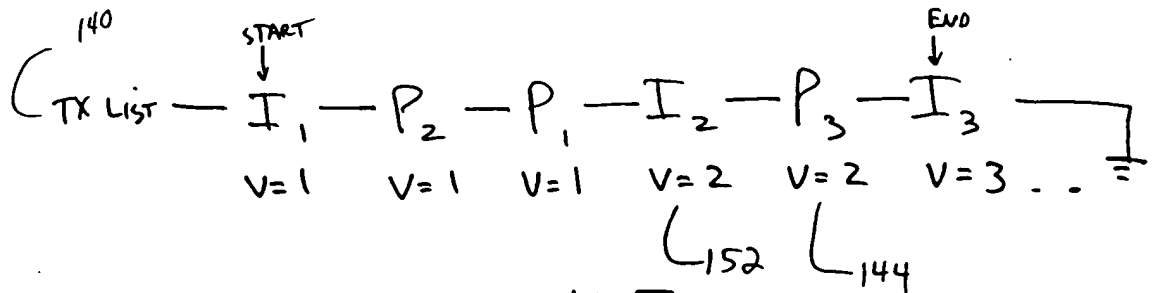 140
START
END
TX LIST — I₁ — P₂ — P₁ — I₂ — P₃ — I₃
V=1 V=1 V=1 V=2 V=2 V=3 . .
152 144